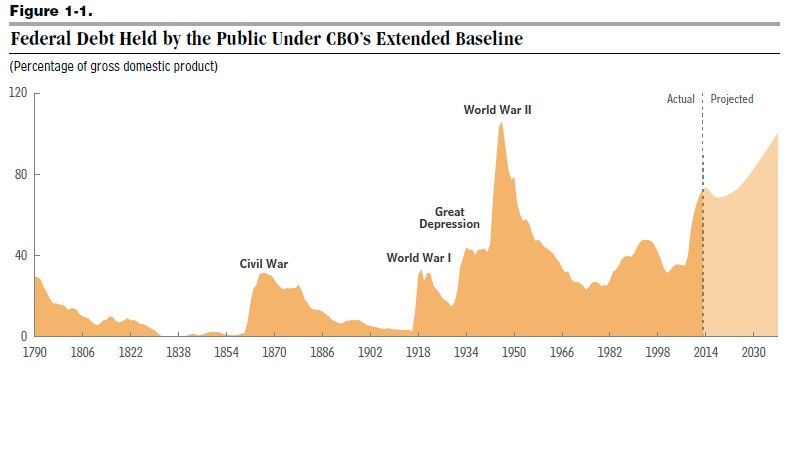 Figure 1-1.
Federal Debt Held by the Public Under CBO's Extended Baseline
(Percentage of gross domestic product)
120
Actual
Projected
World War II
80
Great
Depression
World War I
Civil War
40
0
1790 1806 1822 1838 1854 1870 1886 1902 1918 1934 1950 1966 1982 1998 2014 2030